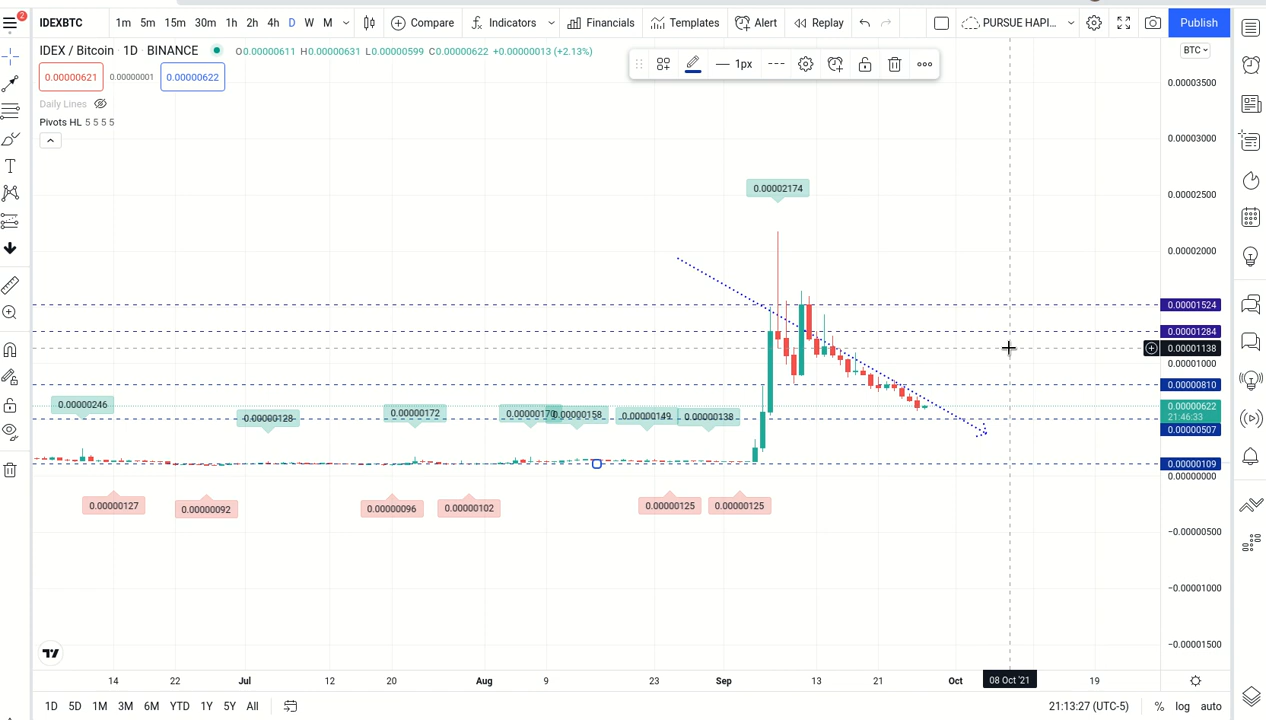 2
IDEXBTC
1m 5m 15m 30m 1h 2h 4h D W M
Compare
Indicators
Financials
Templates
Alert
Replay
PURSUE HAPI...
Publish
IDEX / Bitcoin · 1D · BINANCE
O0.00000611 H0.00000631 L0.00000599 C0.00000622 +0.00000013 (+2.13%)
0.00000621
0.00000001
0.00000622
Daily Lines
Pivots HL 5 5 5 5
1px
BTC
0.00003500
0.00003000
0.00002500
0.00002000
0.00001524
0.00001284
0.00001138
0.00001000
0.00000810
0.00000622
21:46:33
0.00000507
0.00000109
0.00000000
−0.00000500
−0.00001000
−0.00001500
0.00002174
0.00000246
0.00000128
0.00000172
0.00000158
0.00000149
0.00000138
0.00000127
0.00000092
0.00000096
0.00000102
0.00000125
0.00000125
14 22 Jul 12 20 Aug 9 23 Sep 13 21 Oct 08 Oct '21 19
1D 5D 1M 3M 6M YTD 1Y 5Y All
21:13:27 (UTC-5)
% log auto